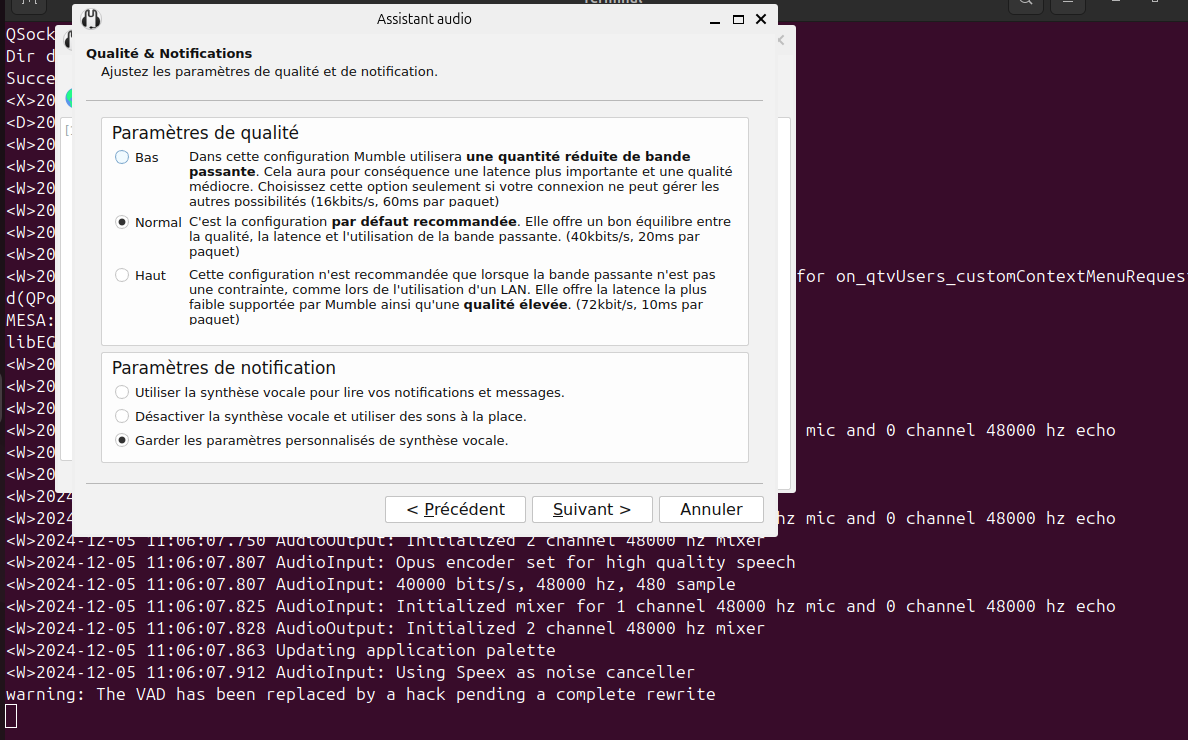 Terminal
Assistant audio
QSock
Dir d
Succe
<X>20
<D>20
<W>20
<W>20
<W>20
<W>20
<W>20
<W>20
<W>20
d(QPo
MESA:
libEG
<W>20
<W>20
<W>20
<W>20
<W>20
<W>20
<W>2024
<W>2024
Qualité & Notifications
Ajustez les paramètres de qualité et de notification.
Paramètres de qualité
Bas
Dans cette configuration Mumble utilisera une quantité réduite de bande
passante. Cela aura pour conséquence une latence plus importante et une qualité
médiocre. Choisissez cette option seulement si votre connexion ne peut gérer les
autres possibilités (16kbits/s, 60ms par paquet)
Normal
C'est la configuration par défaut recommandée. Elle offre un bon équilibre entre
la qualité, la latence et l'utilisation de la bande passante. (40kbits/s, 20ms par
paquet)
Haut
Cette configuration n'est recommandée que lorsque la bande passante n'est pas
une contrainte, comme lors de l'utilisation d'un LAN. Elle offre la latence la plus
faible supportée par Mumble ainsi qu'une qualité élevée. (72kbit/s, 10ms par
paquet)
Paramètres de notification
Utiliser la synthèse vocale pour lire vos notifications et messages.
Désactiver la synthèse vocale et utiliser des sons à la place.
Garder les paramètres personnalisés de synthèse vocale.
< Précédent
Suivant >
Annuler
for on_qtvUsers_customContextMenuRequest
mic and 0 channel 48000 hz echo
hz mic and 0 channel 48000 hz echo
<W>2024-12-05 11:06:07.750 AudioOutput: Initialized 2 channel 48000 hz mixer
<W>2024-12-05 11:06:07.807 AudioInput: Opus encoder set for high quality speech
<W>2024-12-05 11:06:07.807 AudioInput: 40000 bits/s, 48000 hz, 480 sample
<W>2024-12-05 11:06:07.825 AudioInput: Initialized mixer for 1 channel 48000 hz mic and 0 channel 48000 hz echo
<W>2024-12-05 11:06:07.828 AudioOutput: Initialized 2 channel 48000 hz mixer
<W>2024-12-05 11:06:07.863 Updating application palette
<W>2024-12-05 11:06:07.912 AudioInput: Using Speex as noise canceller
warning: The VAD has been replaced by a hack pending a complete rewrite